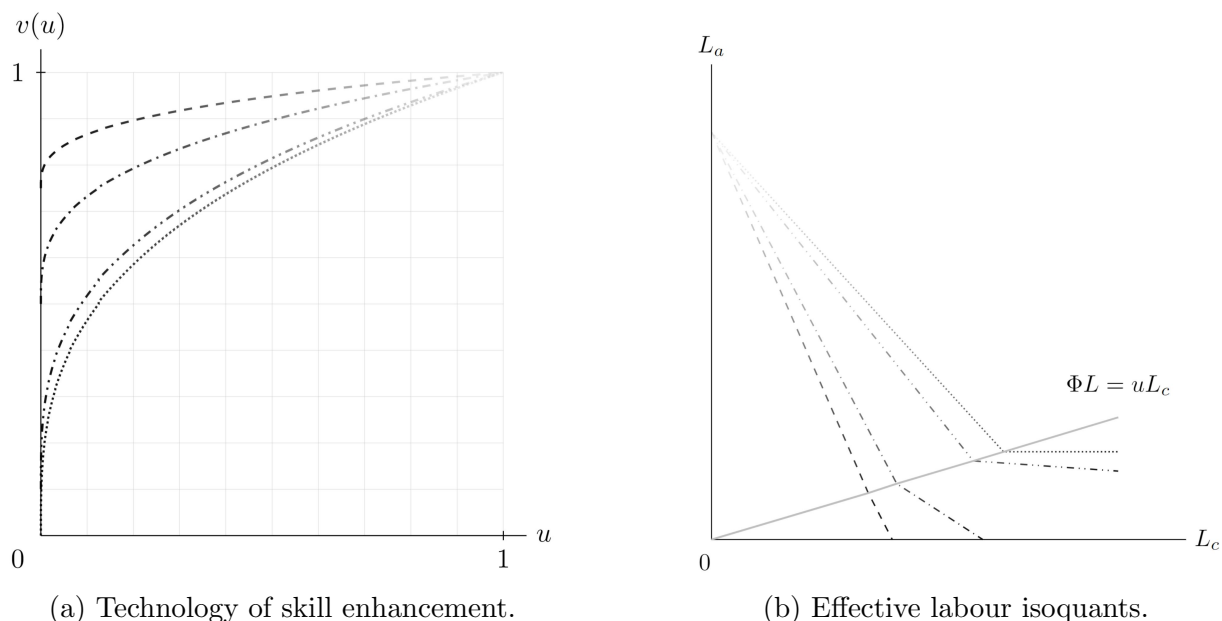 v(u)
1
0
1
u
(a) Technology of skill enhancement.
L_a
ΦL = uL_c
0
L_c
(b) Effective labour isoquants.